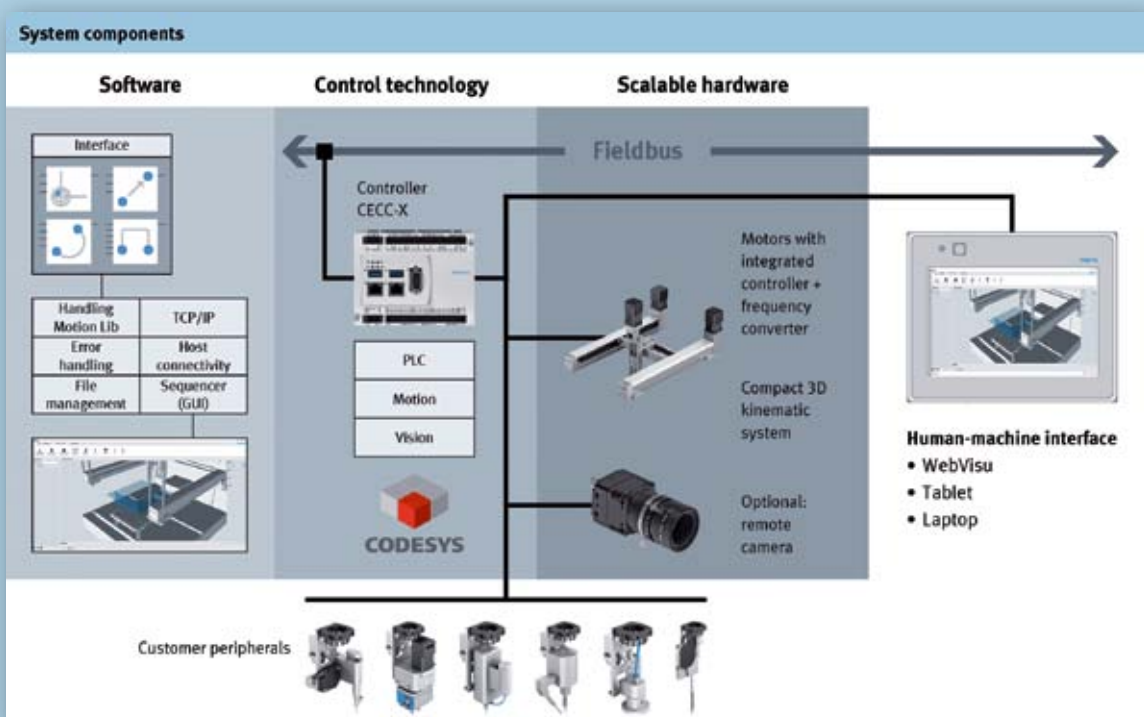 System components
Software
Control technology
Scalable hardware
Interface
Handling
Motion Lib
TCP/IP
Error
handling
Host
connectivity
File
management
Sequencer
(GUI)
Fieldbus
Controller
CECC-X
PLC
Motion
Vision
CODESYS
Motors with
integrated
controller +
frequency
converter
Compact 3D
kinematic
system
Optional:
remote
camera
Human-machine interface
• WebVisu
• Tablet
• Laptop
Customer peripherals